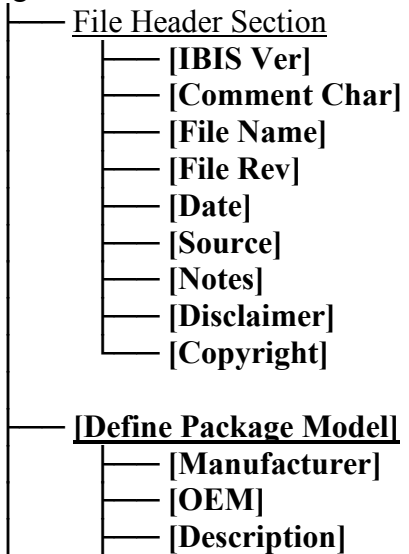 File Header Section
[IBIS Ver]
[Comment Char]
[File Name]
[File Rev]
[Date]
[Source]
[Notes]
[Disclaimer]
[Copyright]
[Define Package Model]
[Manufacturer]
[OEM]
[Description]